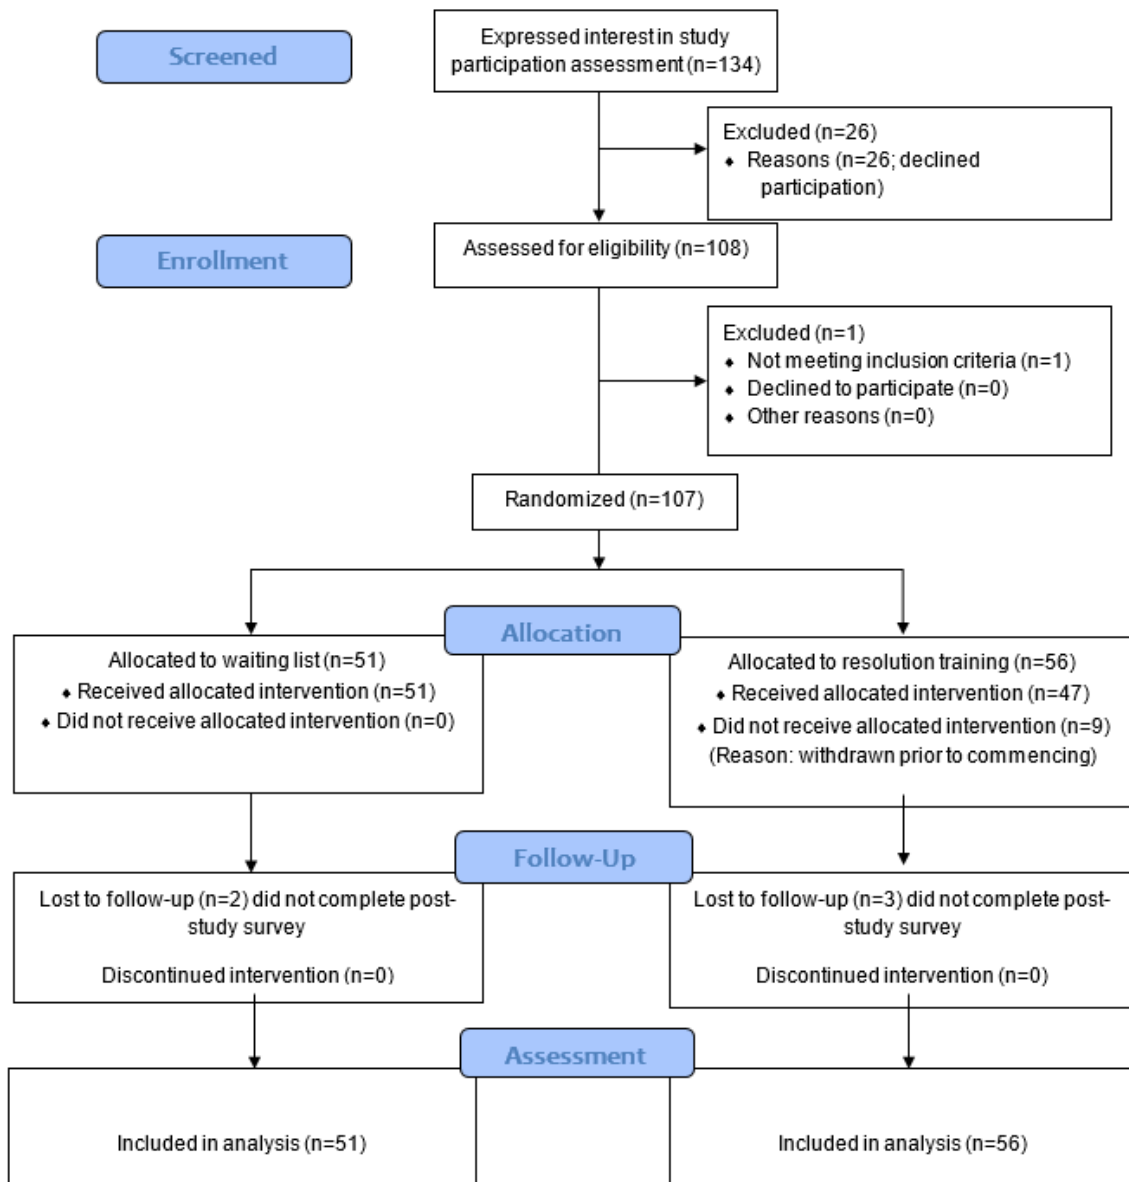 Screened
Expressed interest in study
participation assessment (n=134)
Excluded (n=26)
♦ Reasons (n=26; declined
participation)
Enrollment
Assessed for eligibility (n=108)
Excluded (n=1)
♦ Not meeting inclusion criteria (n=1)
♦ Declined to participate (n=0)
♦ Other reasons (n=0)
Randomized (n=107)
Allocation
Allocated to waiting list (n=51)
♦ Received allocated intervention (n=51)
♦ Did not receive allocated intervention (n=0)
Allocated to resolution training (n=56)
♦ Received allocated intervention (n=47)
♦ Did not receive allocated intervention (n=9)
(Reason: withdrawn prior to commencing)
Follow-Up
Lost to follow-up (n=2) did not complete post-
study survey
Discontinued intervention (n=0)
Lost to follow-up (n=3) did not complete post-
study survey
Discontinued intervention (n=0)
Assessment
Included in analysis (n=51)
Included in analysis (n=56)